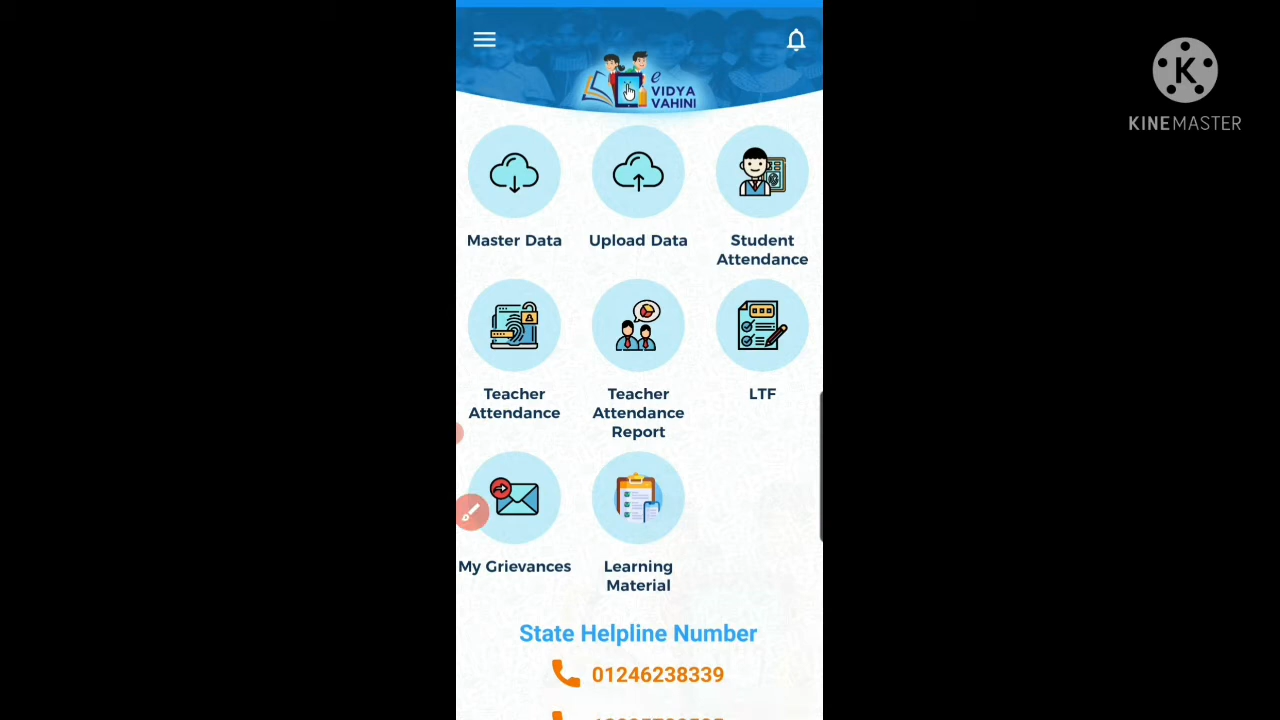 e
VIDYA
VAHINI
KINEMASTER
Master Data
Upload Data
Student
Attendance
Teacher
Attendance
Teacher
Attendance
Report
LTF
My Grievances
Learning
Material
State Helpline Number
01246238339